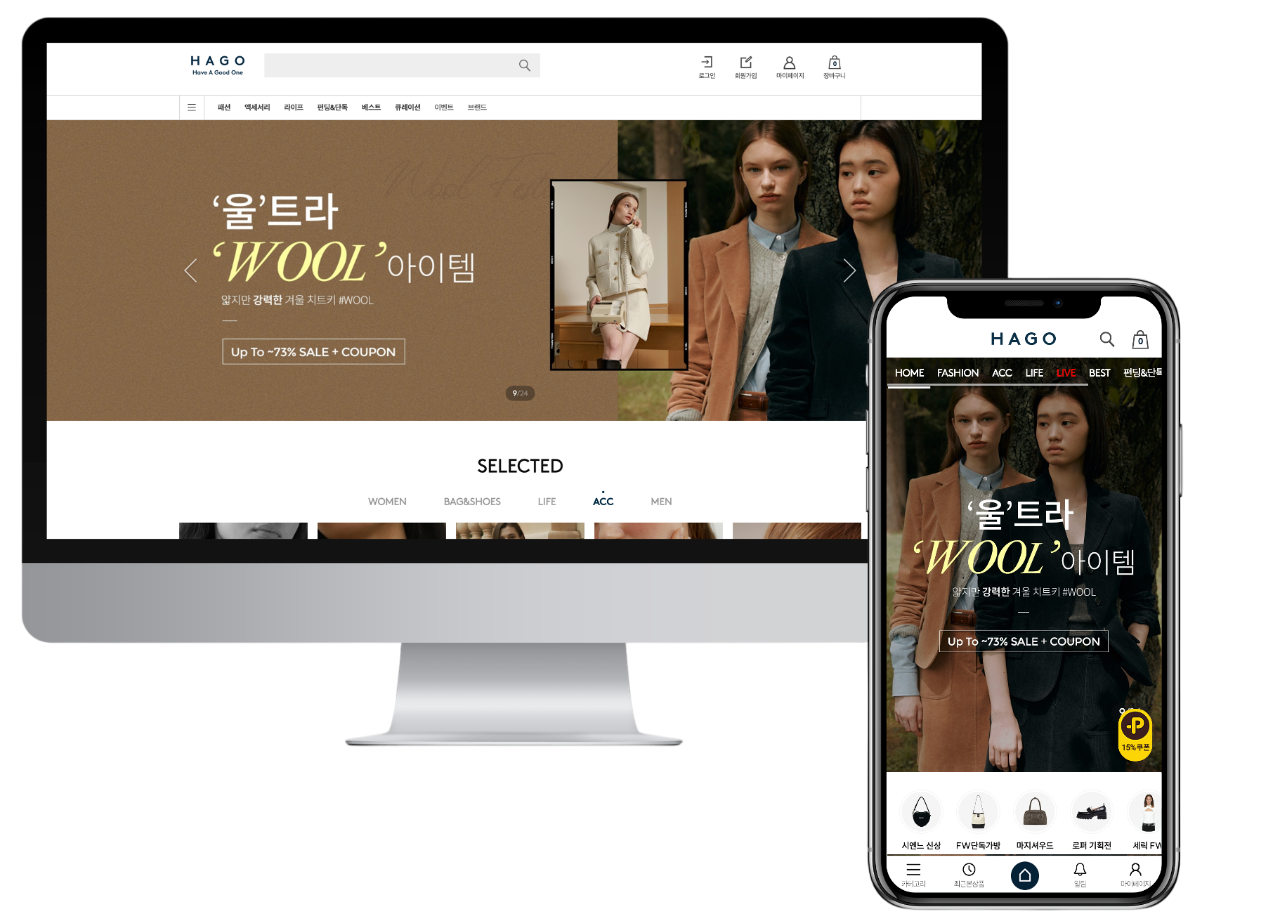 HAGO
Have A Good One
로그인
회원가입
마이페이지
0
장바구니
패션
액세서리
라이프
펀딩&단독
베스트
큐레이션
이벤트
브랜드
‘울’트라
‘WOOL’아이템
얇지만 강력한 겨울 치트키 #WOOL
Up To ~73% SALE + COUPON
9/24
SELECTED
WOMEN
BAG&SHOES
LIFE
ACC
MEN
HAGO
0
HOME
FASHION
ACC
LIFE
LIVE
BEST
펀딩&단독
‘울’트라
‘WOOL’아이템
얇지만 강력한 겨울 치트키 #WOOL
Up To ~73% SALE + COUPON
P
15%쿠폰
시엔느 신상
FW단독가방
마지셔우드
로퍼 기획전
세릭 FW
카테고리
최근본상품
알림
마이페이지